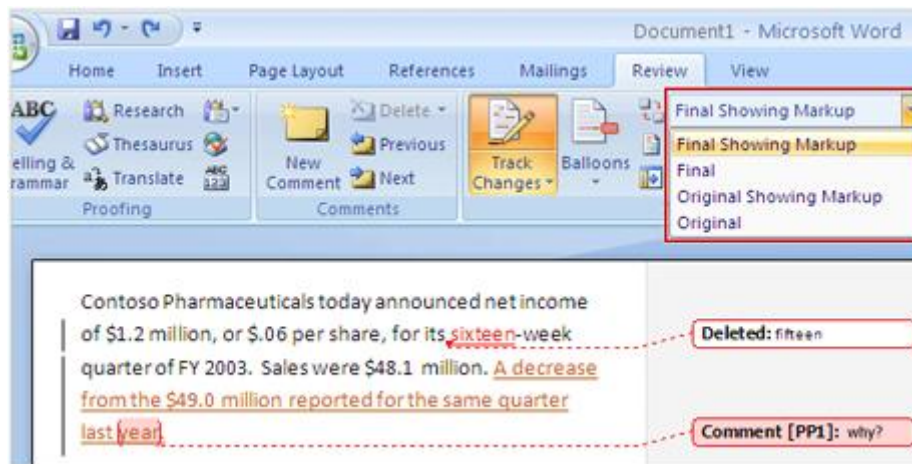 Document1 - Microsoft Word
Home Insert Page Layout References Mailings Review View
ABC Research Delete Final Showing Markup
Thesaurus Previous Final Showing Markup
elling & Translate ABC 123 New Comment Next Track Changes Balloons Final
rammar Original Showing Markup
Proofing Comments Original
Contoso Pharmaceuticals today announced net income
of $1.2 million, or $.06 per share, for its sixteen-week Deleted: fifteen
quarter of FY 2003. Sales were $48.1 million. A decrease
from the $49.0 million reported for the same quarter
last year Comment [PP1]: why?